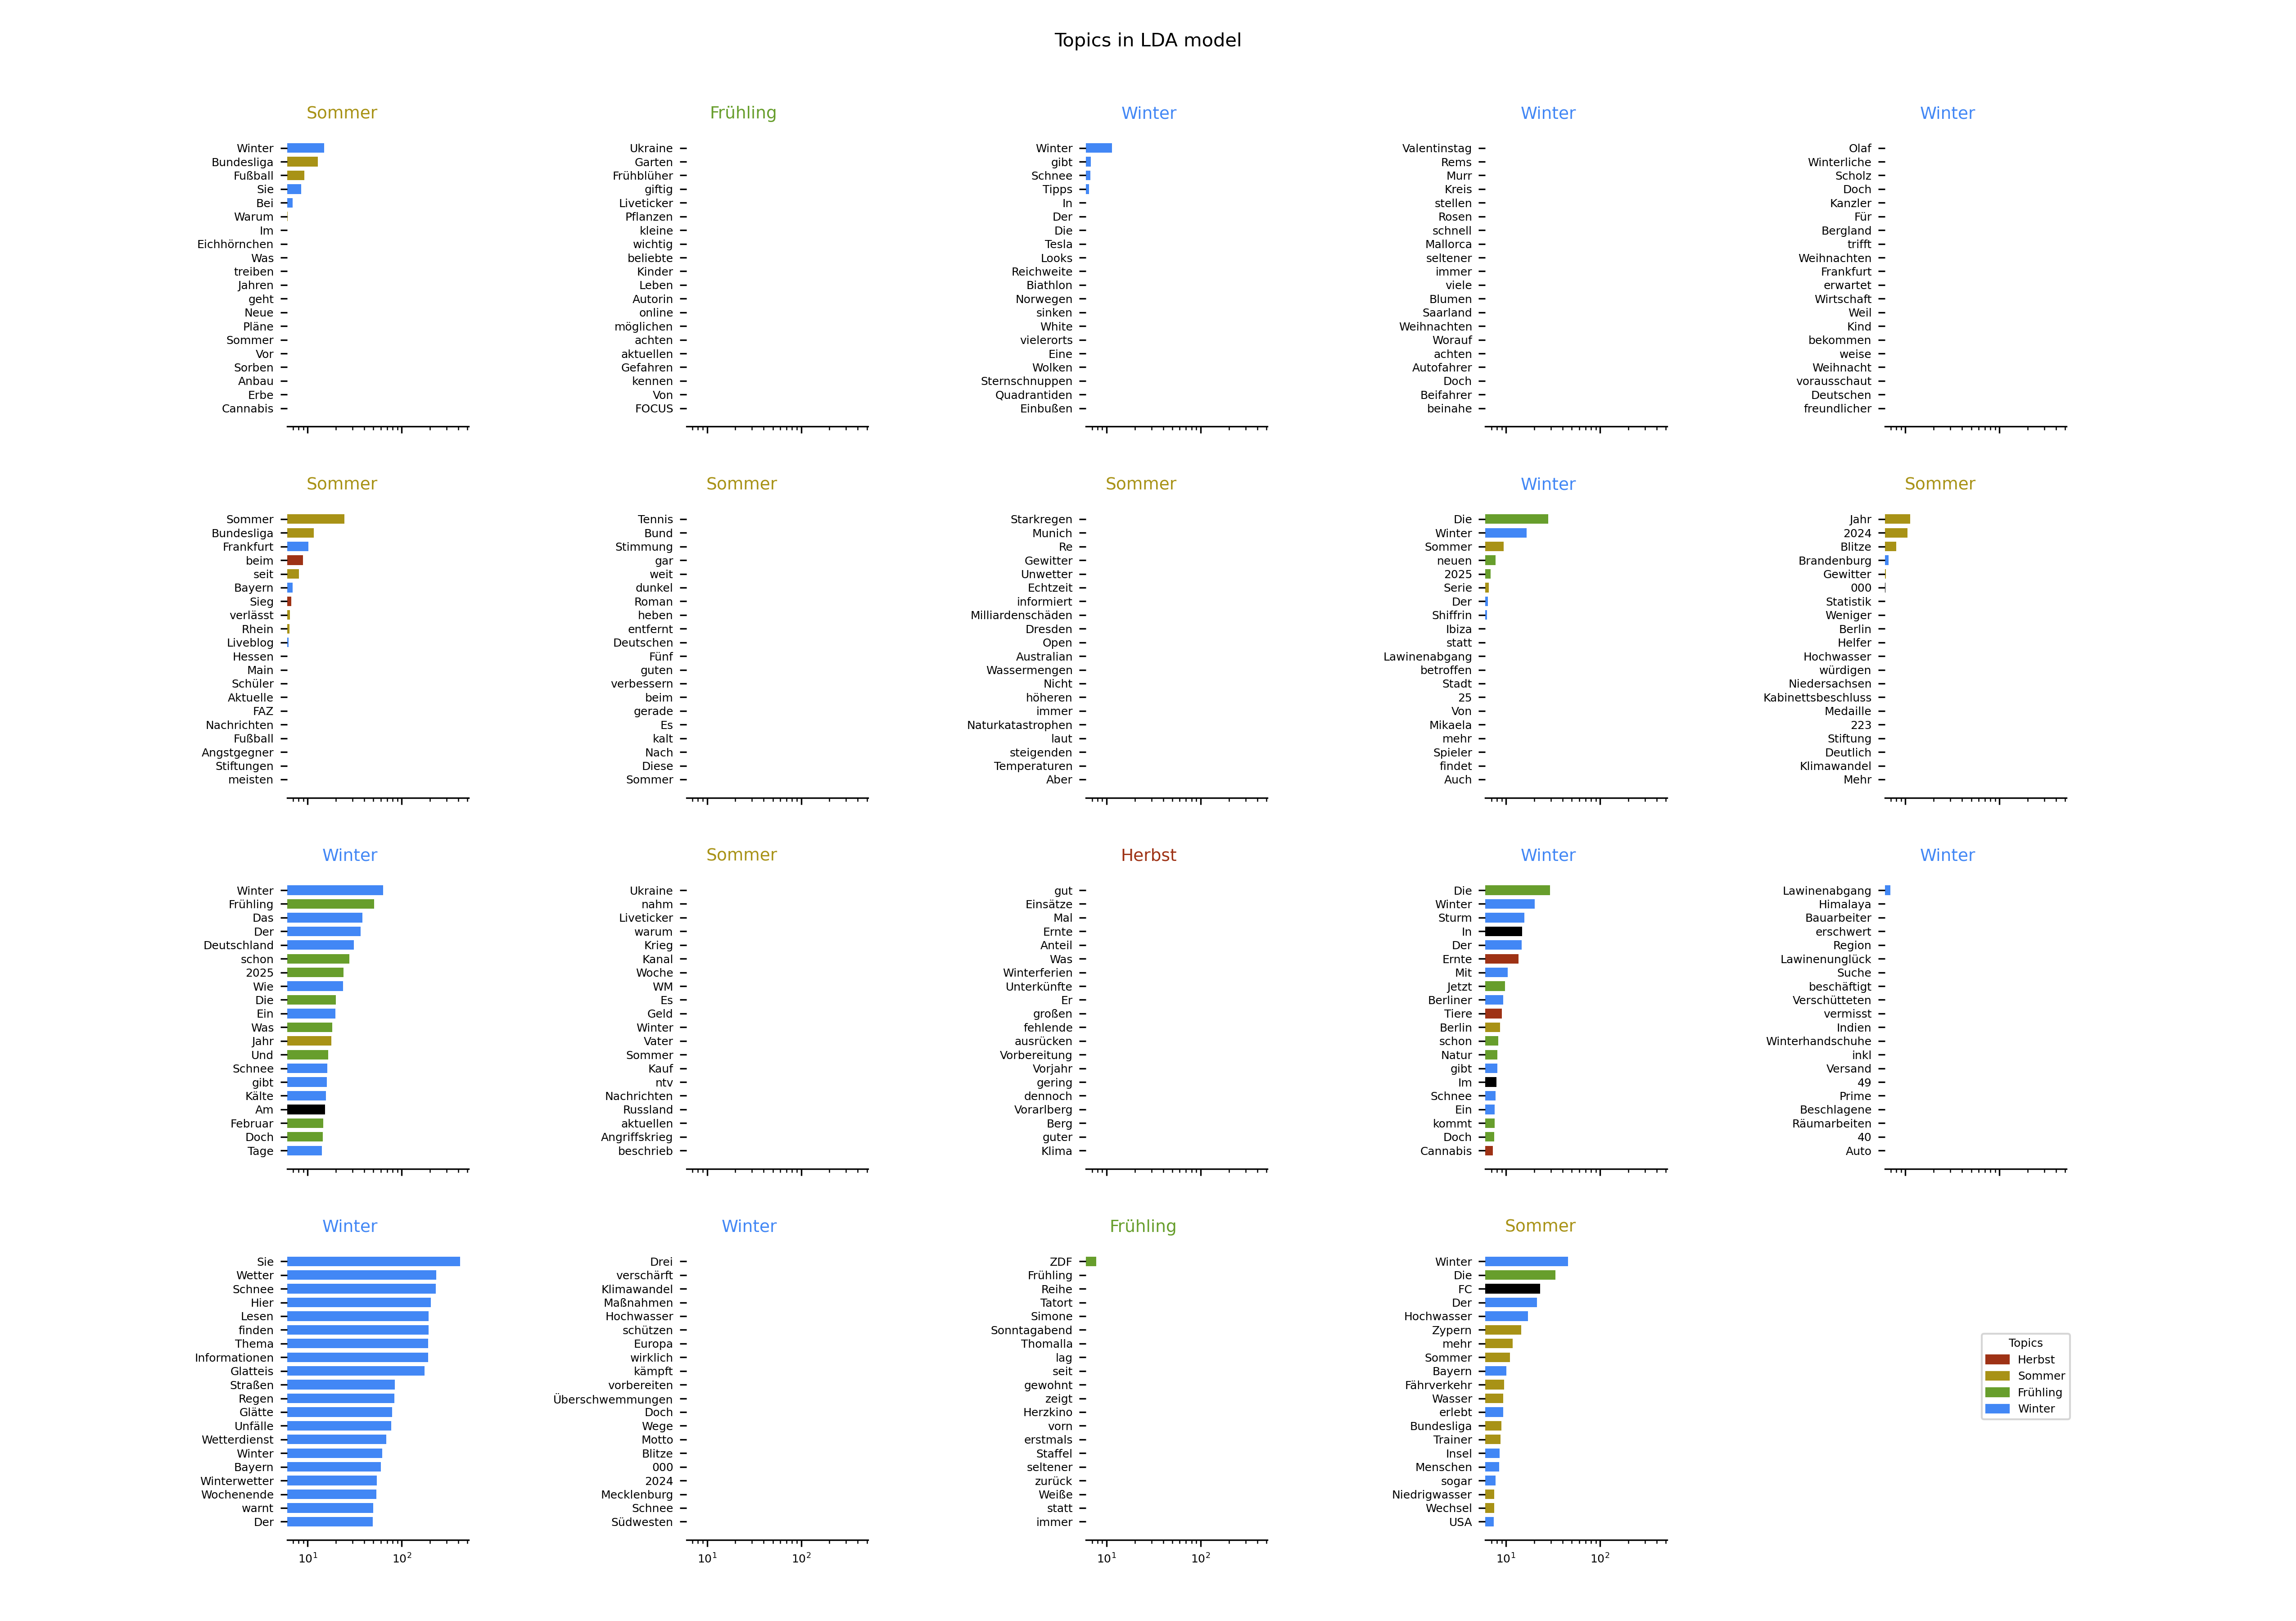 Topics in LDA model
Sommer
Winter
Bundesliga
Fußball
Sie
Bei
Warum
Im
Eichhörnchen
Was
treiben
Jahren
geht
Neue
Pläne
Sommer
Vor
Sorben
Anbau
Erbe
Cannabis
Frühling
Ukraine
Garten
Frühblüher
giftig
Liveticker
Pflanzen
kleine
wichtig
beliebte
Kinder
Leben
Autorin
online
möglichen
achten
aktuellen
Gefahren
kennen
Von
FOCUS
Winter
Winter
gibt
Schnee
Tipps
In
Der
Die
Tesla
Looks
Reichweite
Biathlon
Norwegen
sinken
White
vielerorts
Eine
Wolken
Sternschnuppen
Quadrantiden
Einbußen
Winter
Valentinstag
Rems
Murr
Kreis
stellen
Rosen
schnell
Mallorca
seltener
immer
viele
Blumen
Saarland
Weihnachten
Worauf
achten
Autofahrer
Doch
Beifahrer
beinahe
Winter
Olaf
Winterliche
Scholz
Doch
Kanzler
Für
Bergland
trifft
Weihnachten
Frankfurt
erwartet
Wirtschaft
Weil
Kind
bekommen
weise
Weihnacht
vorausschaut
Deutschen
freundlicher
Sommer
Sommer
Bundesliga
Frankfurt
beim
seit
Bayern
Sieg
verlässt
Rhein
Liveblog
Hessen
Main
Schüler
Aktuelle
FAZ
Nachrichten
Fußball
Angstgegner
Stiftungen
meisten
Sommer
Tennis
Bund
Stimmung
gar
weit
dunkel
Roman
heben
entfernt
Deutschen
Fünf
guten
verbessern
beim
gerade
Es
kalt
Nach
Diese
Sommer
Sommer
Starkregen
Munich
Re
Gewitter
Unwetter
Echtzeit
informiert
Milliardenschäden
Dresden
Open
Australian
Wassermengen
Nicht
höheren
immer
Naturkatastrophen
laut
steigenden
Temperaturen
Aber
Winter
Die
Winter
Sommer
neuen
2025
Serie
Der
Shiffrin
Ibiza
statt
Lawinenabgang
betroffen
Stadt
25
Von
Mikaela
mehr
Spieler
findet
Auch
Sommer
Jahr
2024
Blitze
Brandenburg
Gewitter
000
Statistik
Weniger
Berlin
Helfer
Hochwasser
würdigen
Niedersachsen
Kabinettsbeschluss
Medaille
223
Stiftung
Deutlich
Klimawandel
Mehr
Winter
Winter
Frühling
Das
Der
Deutschland
schon
2025
Wie
Die
Ein
Was
Jahr
Und
Schnee
gibt
Kälte
Am
Februar
Doch
Tage
Sommer
Ukraine
nahm
Liveticker
warum
Krieg
Kanal
Woche
WM
Es
Geld
Winter
Vater
Sommer
Kauf
ntv
Nachrichten
Russland
aktuellen
Angriffskrieg
beschrieb
Herbst
gut
Einsätze
Mal
Ernte
Anteil
Was
Winterferien
Unterkünfte
Er
großen
fehlende
ausrücken
Vorbereitung
Vorjahr
gering
dennoch
Vorarlberg
Berg
guter
Klima
Winter
Die
Winter
Sturm
In
Der
Ernte
Mit
Jetzt
Berliner
Tiere
Berlin
schon
Natur
gibt
Im
Schnee
Ein
kommt
Doch
Cannabis
Winter
Lawinenabgang
Himalaya
Bauarbeiter
erschwert
Region
Lawinenunglück
Suche
beschäftigt
Verschütteten
vermisst
Indien
Winterhandschuhe
inkl
Versand
49
Prime
Beschlagene
Räumarbeiten
40
Auto
Winter
Sie
Wetter
Schnee
Hier
Lesen
finden
Thema
Informationen
Glatteis
Straßen
Regen
Glätte
Unfälle
Wetterdienst
Winter
Bayern
Winterwetter
Wochenende
warnt
Der
10¹ 10²
Winter
Drei
verschärft
Klimawandel
Maßnahmen
Hochwasser
schützen
Europa
wirklich
kämpft
vorbereiten
Überschwemmungen
Doch
Wege
Motto
Blitze
000
2024
Mecklenburg
Schnee
Südwesten
10¹ 10²
Frühling
ZDF
Frühling
Reihe
Tatort
Simone
Sonntagabend
Thomalla
lag
seit
gewohnt
zeigt
Herzkino
vorn
erstmals
Staffel
seltener
zurück
Weiße
statt
immer
10¹ 10²
Sommer
Winter
Die
FC
Der
Hochwasser
Zypern
mehr
Sommer
Bayern
Fährverkehr
Wasser
erlebt
Bundesliga
Trainer
Insel
Menschen
sogar
Niedrigwasser
Wechsel
USA
10¹ 10²
Topics
Herbst
Sommer
Frühling
Winter